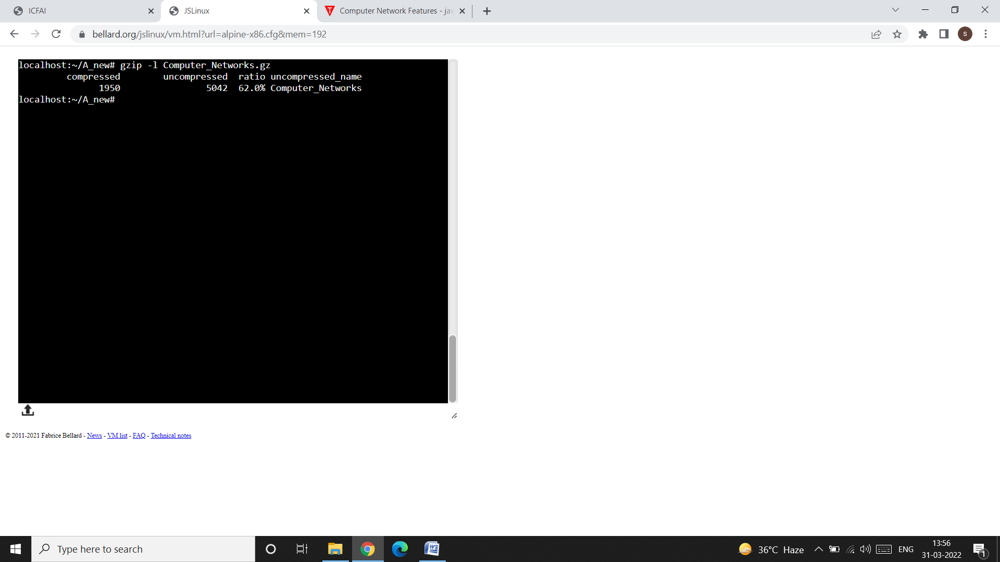 ICFAI
JSLinux
Computer Network Features - jav
bellard.org/jslinux/vm.html?url=alpine-x86.cfg&mem=192
S
localhost:~/A_new# gzip -l Computer_Networks.gz
compressed uncompressed ratio uncompressed_name
1950 5042 62.0% Computer_Networks
localhost:~/A_new#
© 2011-2021 Fabrice Bellard - News - VM list - FAQ - Technical notes
Type here to search
36°C Haze
ENG
13:56
31-03-2022
1